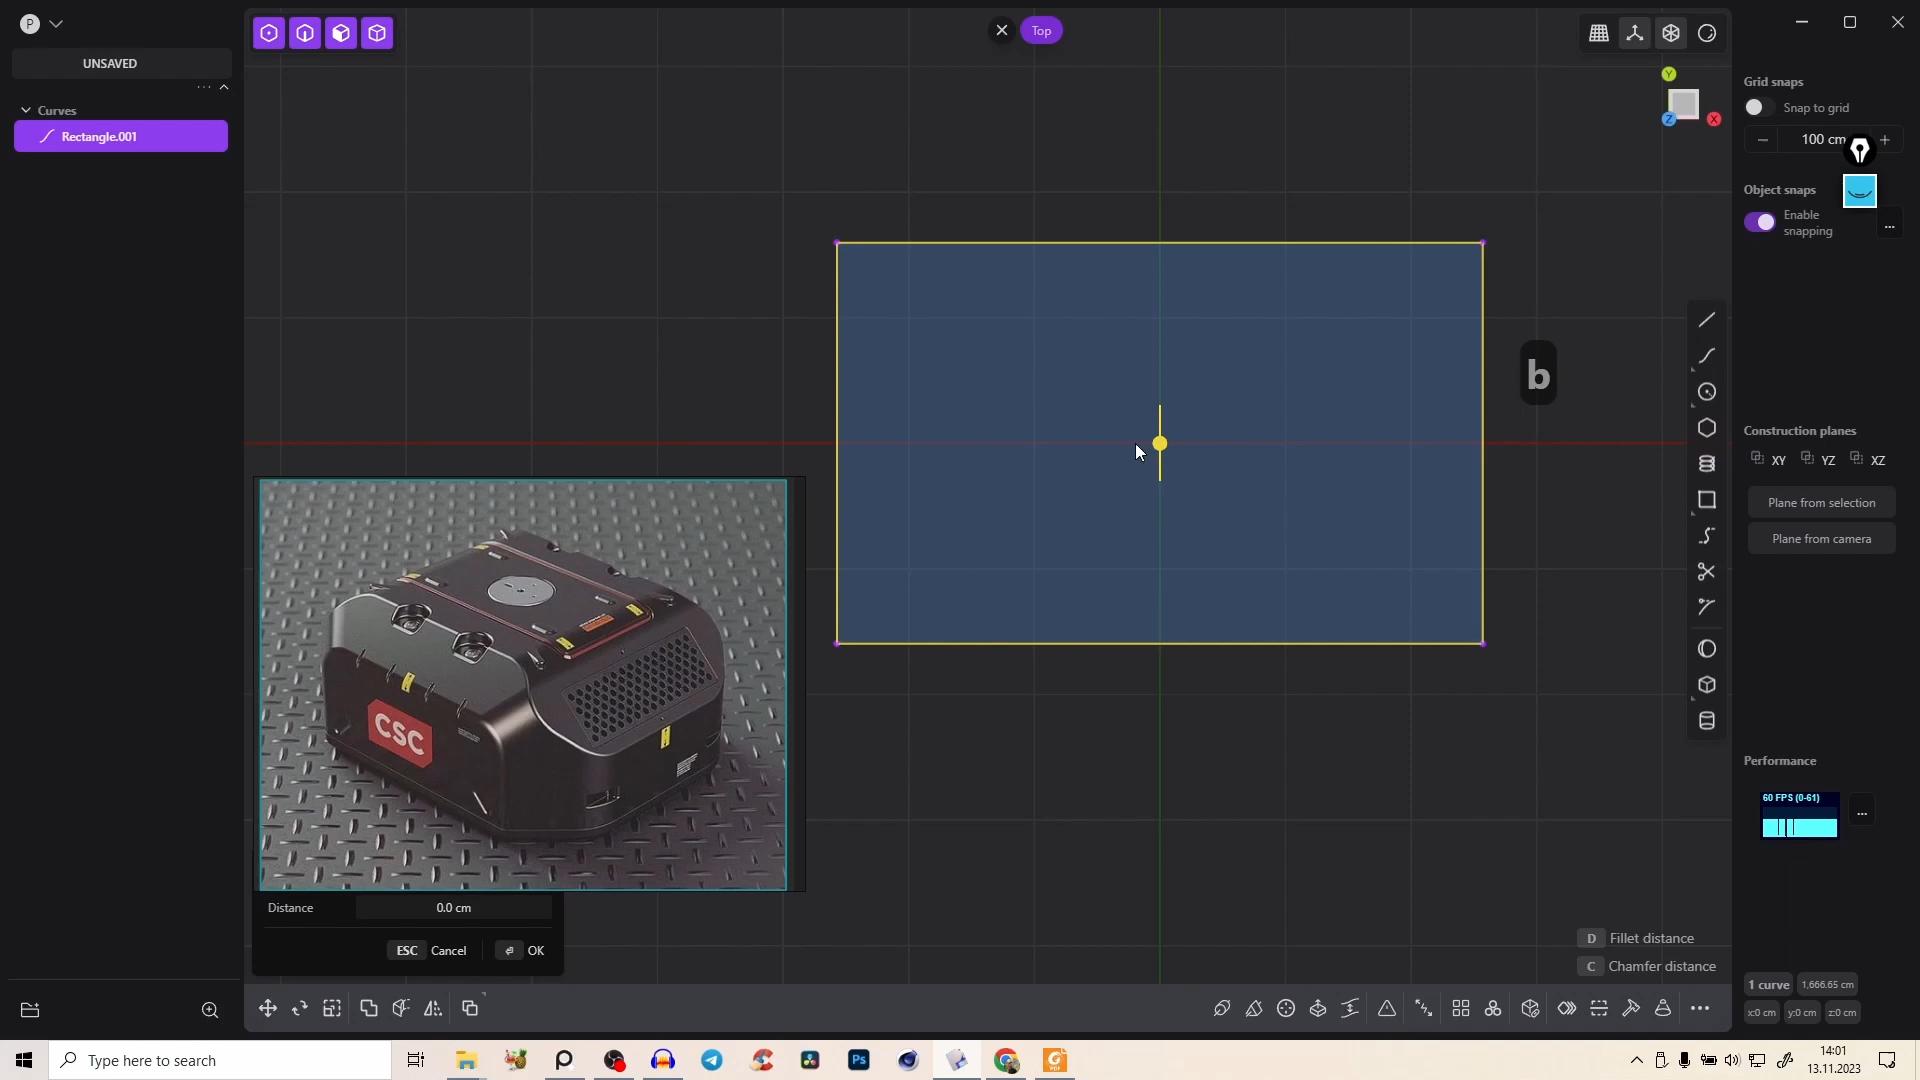 P
UNSAVED
Curves
Rectangle.001
Top
Y
Z
X
Grid snaps
Snap to grid
100 cm
Object snaps
Enable
snapping
b
Construction planes
XY
YZ
XZ
Plane from selection
Plane from camera
Performance
60 FPS (0-61)
CSC
Distance
0.0 cm
ESC Cancel
OK
D Fillet distance
C Chamfer distance
1 curve
1,666.65 cm
x:0 cm
y:0 cm
z:0 cm
Type here to search
Ps
PDF
14:01
13.11.2023